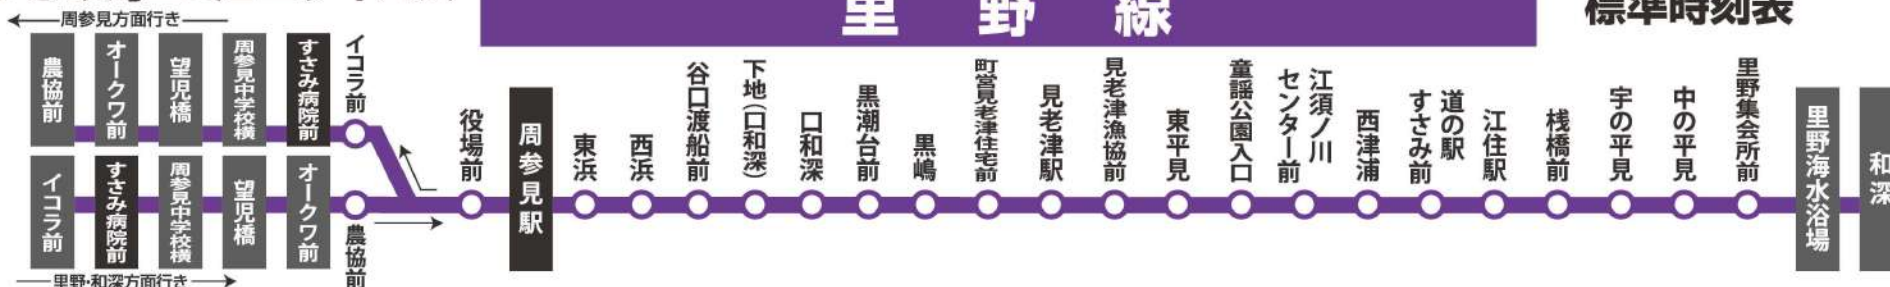 里野線
標準時刻表
周参見方面行き
農協前
オークワ前
望児橋
周参見中学校横
すさみ病院前
イコラ前
イコラ前
すさみ病院前
周参見中学校横
望児橋
オークワ前
農協前
里野・和深方面行き
役場前
周参見駅
東浜
西浜
谷口渡船前
下地(口和深)
口和深
黒潮台前
黒嶋
町営見老津住宅前
見老津駅
見老津漁協前
東平見
童謡公園入口
江須ノ川
センター前
西津浦
道の駅
すさみ前
江住駅
桟橋前
宇の平見
中の平見
里野集会所前
里野海水浴場
和深